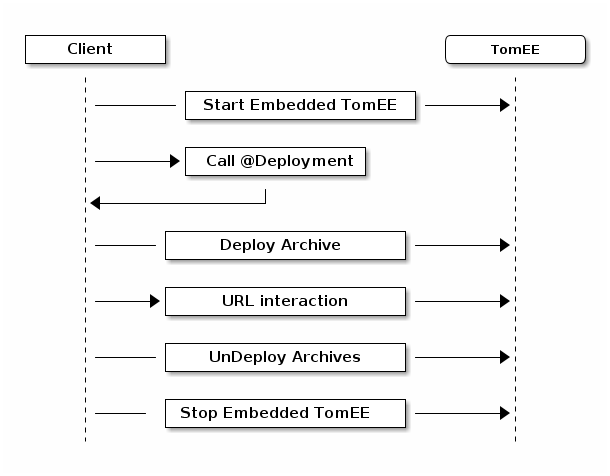 Client
TomEE
Start Embedded TomEE
Call @Deployment
Deploy Archive
URL interaction
UnDeploy Archives
Stop Embedded TomEE